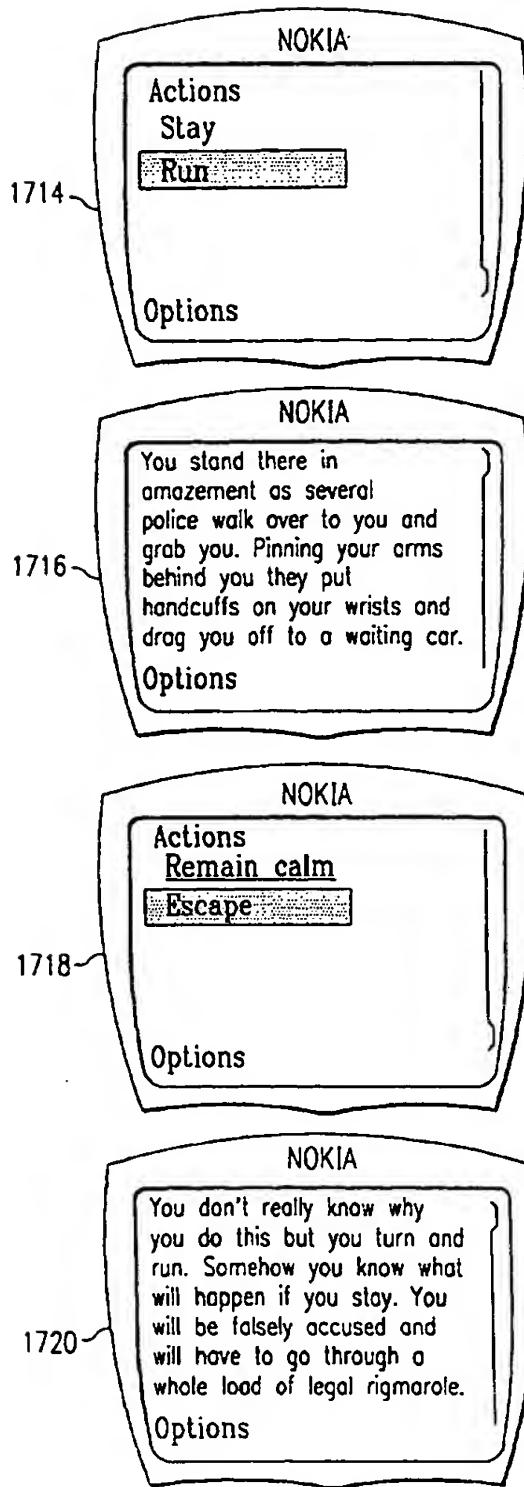 NOKIA
Actions
Stay
Run
1714
Options
NOKIA
You stand there in
amazement as several
police walk over to you and
grab you. Pinning your arms
1716
behind you they put
handcuffs on your wrists and
drag you off to a waiting car.
Options
NOKIA
Actions
Remain calm
Escape
1718
Options
NOKIA
You don't really know why
you do this but you turn and
run. Somehow you know what
will happen if you stay. You
1720
will be falsely accused and
will have to go through a
whole load of legal rigmarole.
Options